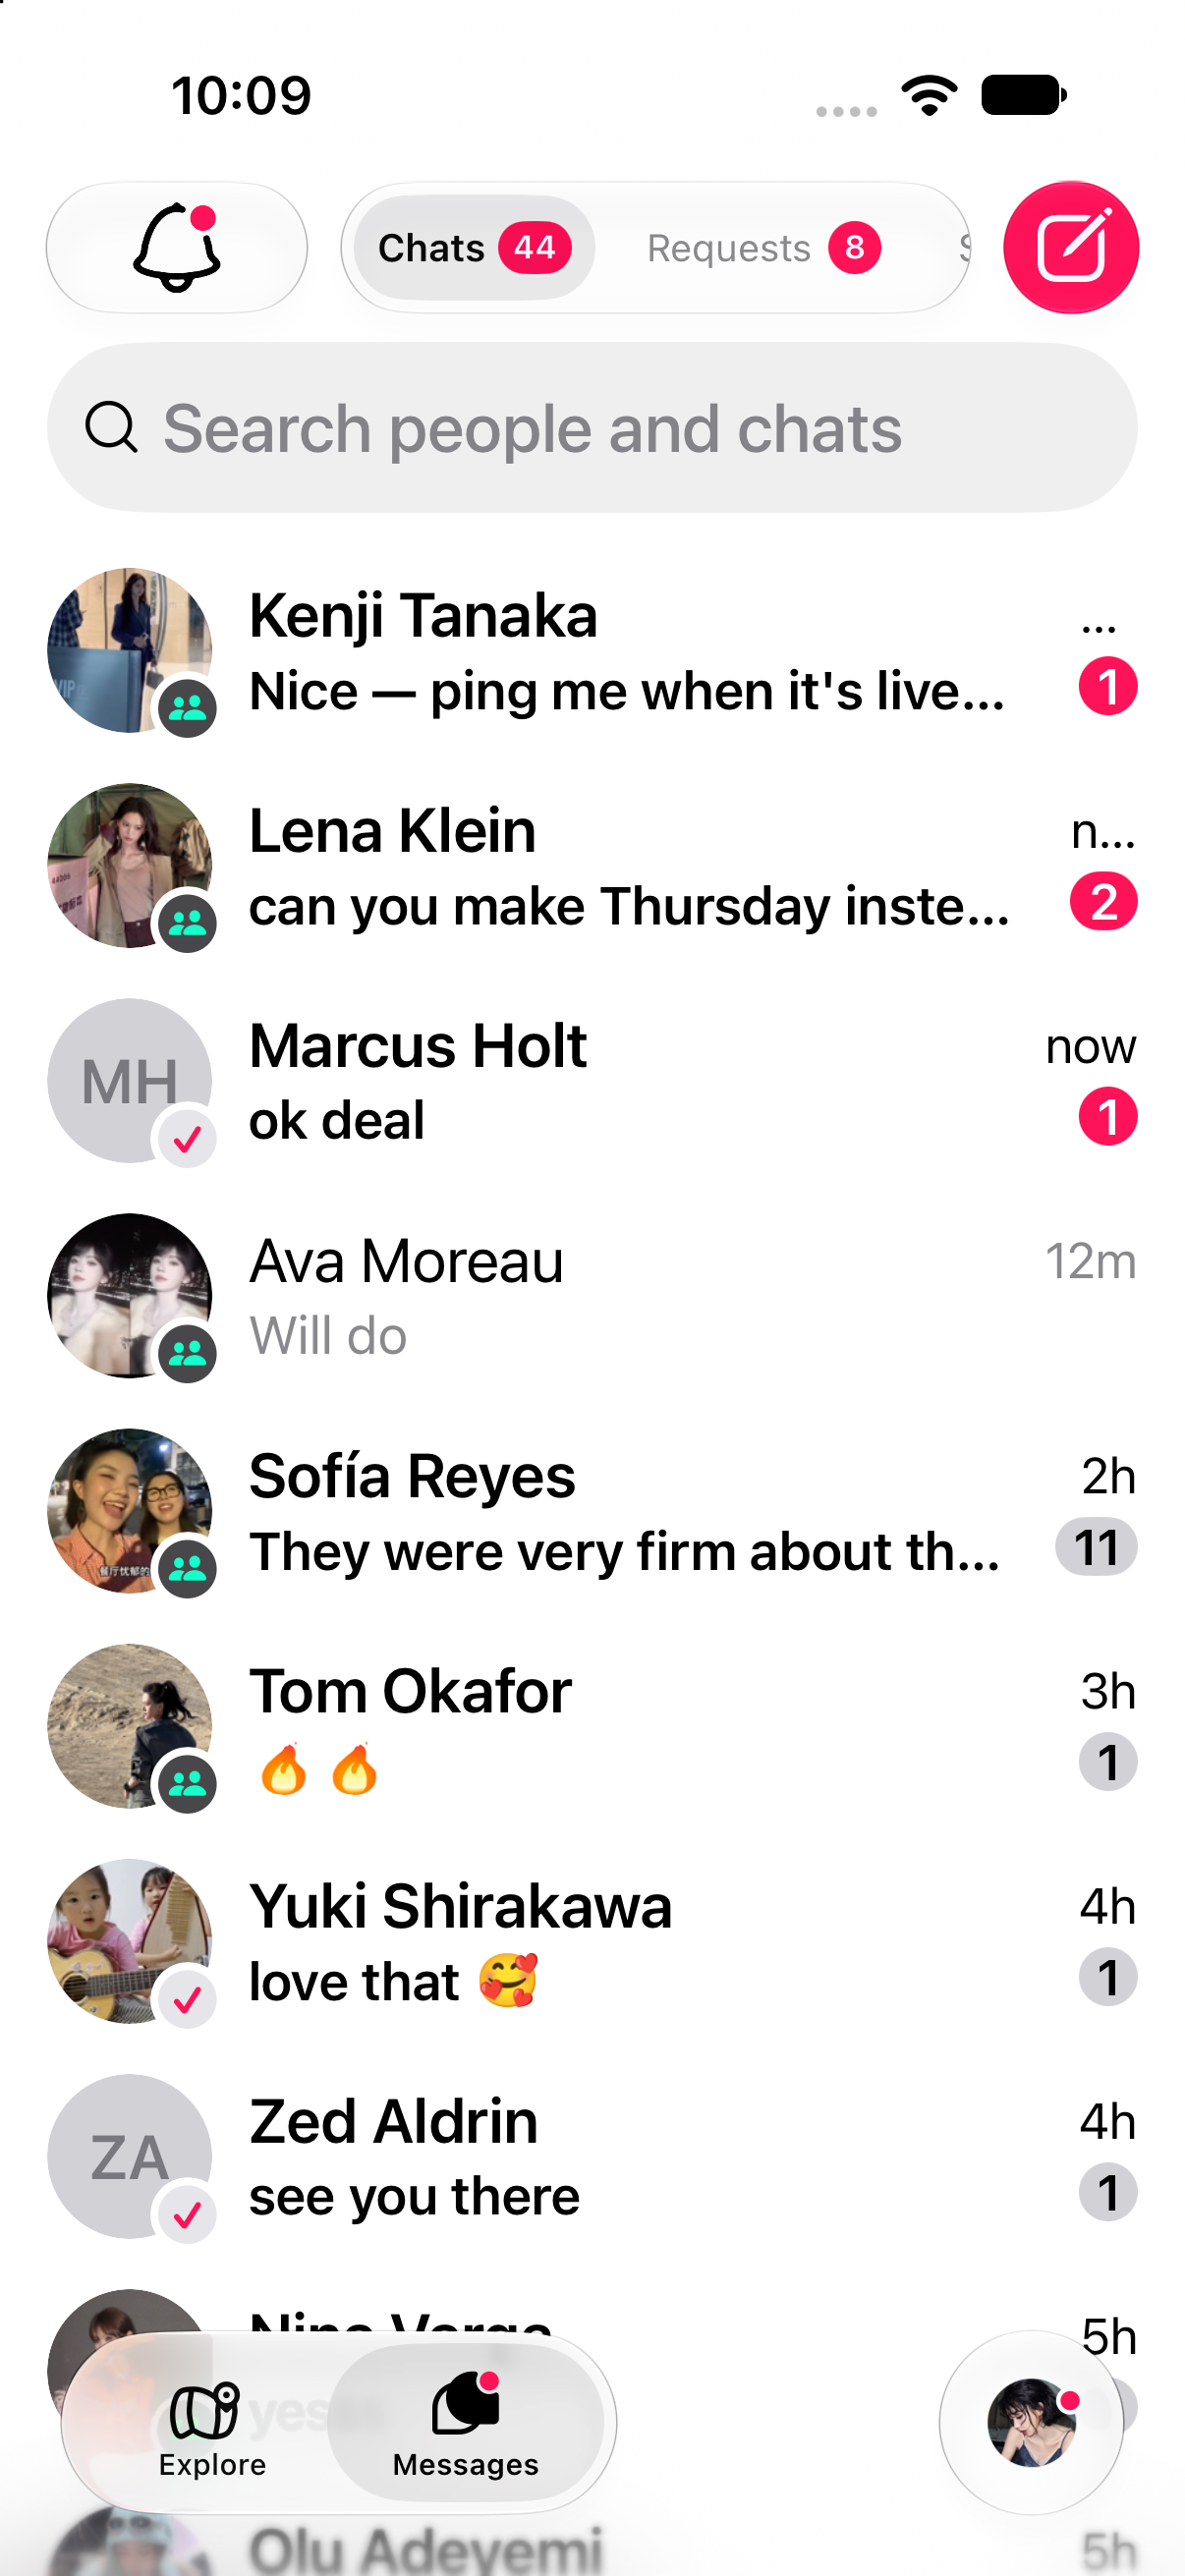 10:09
Chats 44 Requests 8
Search people and chats
Kenji Tanaka ...
Nice — ping me when it's live... 1
VIP
Lena Klein n...
can you make Thursday inste... 2
MH
Marcus Holt now
ok deal 1
Ava Moreau 12m
Will do
Sofía Reyes 2h
They were very firm about th... 11
Tom Okafor 3h
🔥 🔥 1
Yuki Shirakawa 4h
love that 🥰 1
ZA
Zed Aldrin 4h
see you there 1
5h
Explore Messages
Olu Adeyemi 5h